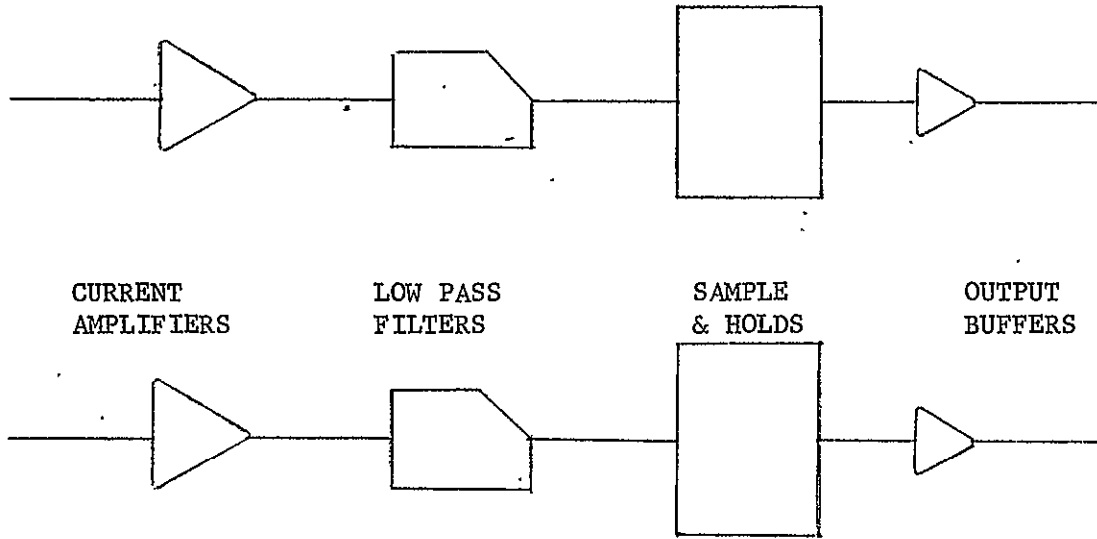 CURRENT
AMPLIFIERS
LOW PASS
FILTERS
SAMPLE
& HOLDS
OUTPUT
BUFFERS